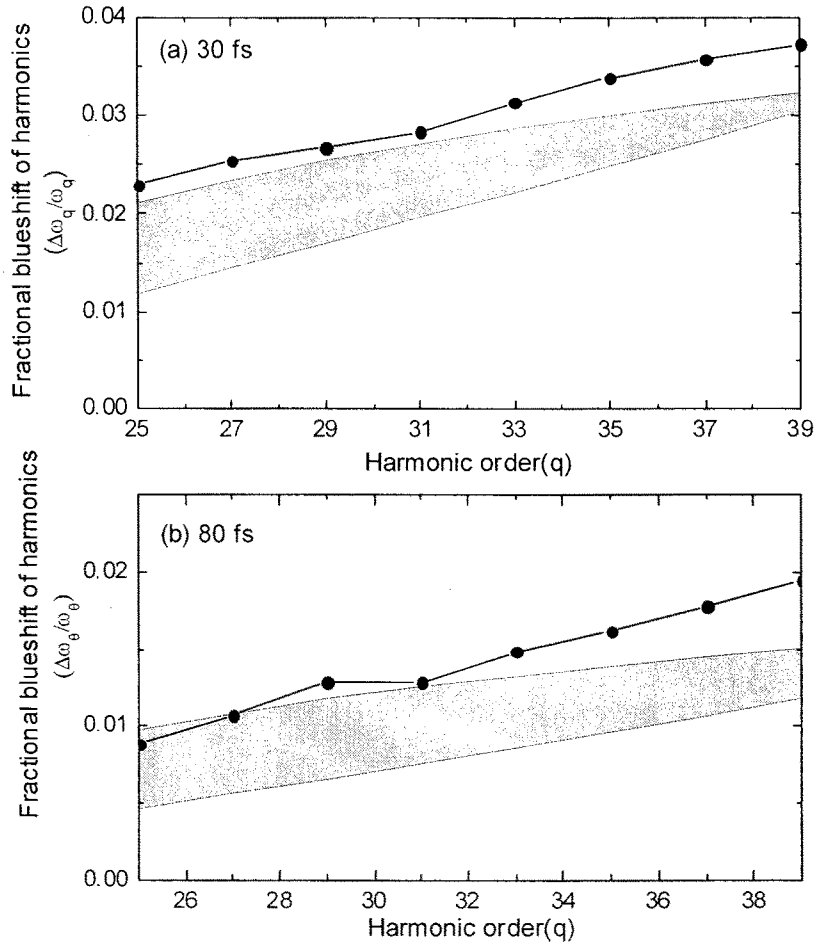 0.04
(a) 30 fs
0.03
0.02
0.01
0.00
25 27 29 31 33 35 37 39
Harmonic order(q)
Fractional blueshift of harmonics
(Δω_q/ω_q)
(b) 80 fs
0.02
0.01
0.00
26 28 30 32 34 36 38
Harmonic order(q)
Fractional blueshift of harmonics
(Δω_θ/ω_θ)